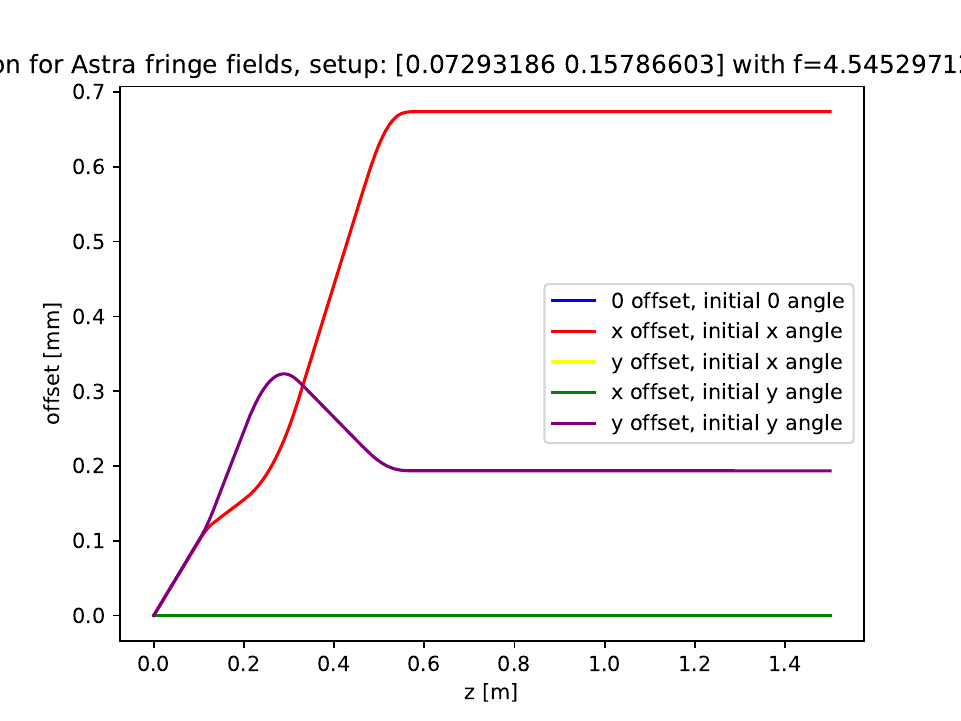 on for Astra fringe fields, setup: [0.07293186 0.15786603] with f=4.5452971
0.7
0.6
0.5
0.4
0.3
0.2
0.1
0.0
offset [mm]
0 offset, initial 0 angle
x offset, initial x angle
y offset, initial x angle
x offset, initial y angle
y offset, initial y angle
0.0 0.2 0.4 0.6 0.8 1.0 1.2 1.4
z [m]